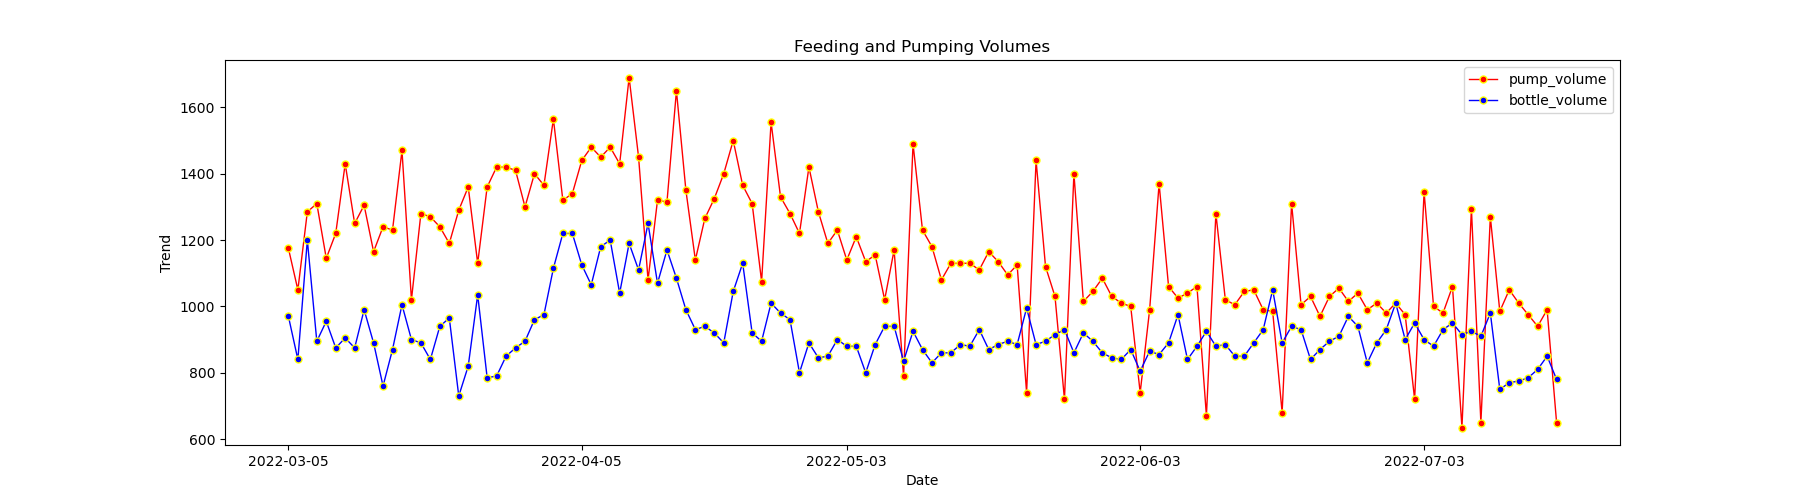 Feeding and Pumping Volumes
pump_volume
bottle_volume
Trend
1600
1400
1200
1000
800
600
2022-03-05
2022-04-05
2022-05-03
2022-06-03
2022-07-03
Date